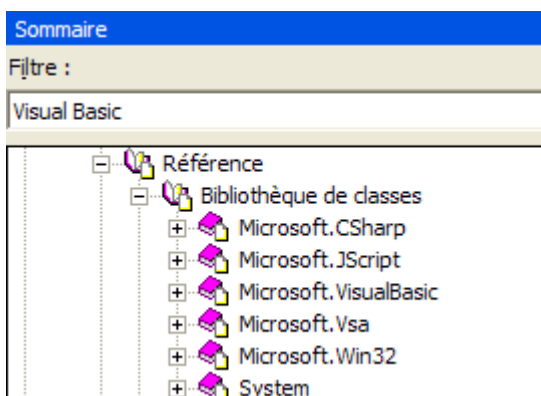 Sommaire
Filtre :
Visual Basic
Référence
Bibliothèque de classes
Microsoft.CSharp
Microsoft.JScript
Microsoft.VisualBasic
Microsoft.Vsa
Microsoft.Win32
System